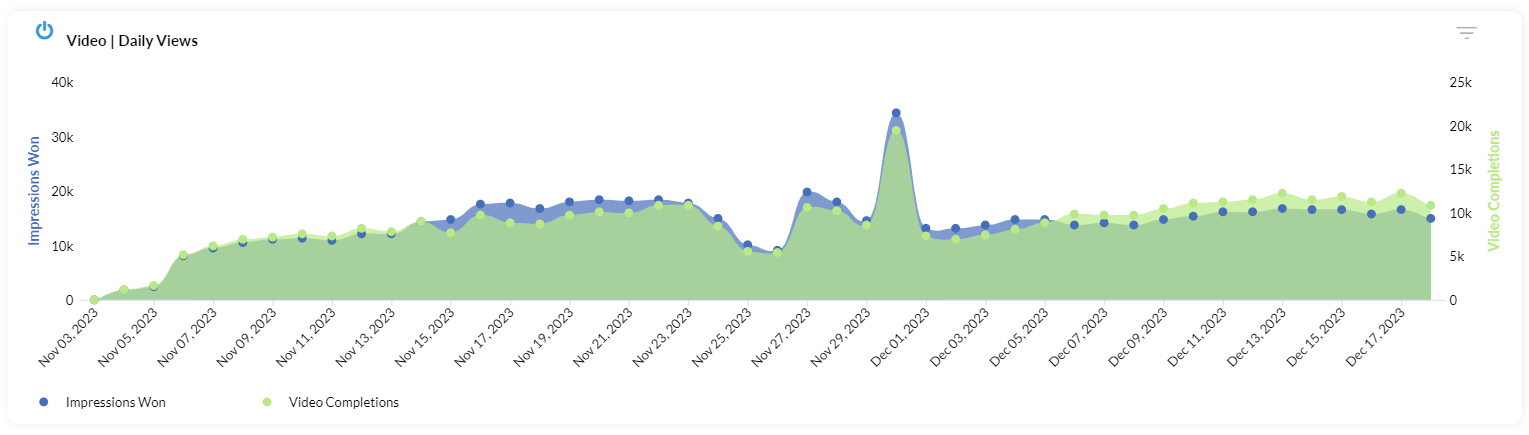 Video | Daily Views
Impressions Won
40k
30k
20k
10k
0
25k
20k
15k
10k
5k
0
Video Completions
Nov 03, 2023
Nov 05, 2023
Nov 07, 2023
Nov 09, 2023
Nov 11, 2023
Nov 13, 2023
Nov 15, 2023
Nov 17, 2023
Nov 19, 2023
Nov 21, 2023
Nov 23, 2023
Nov 25, 2023
Nov 27, 2023
Nov 29, 2023
Dec 01, 2023
Dec 03, 2023
Dec 05, 2023
Dec 07, 2023
Dec 09, 2023
Dec 11, 2023
Dec 13, 2023
Dec 15, 2023
Dec 17, 2023
Impressions Won
Video Completions